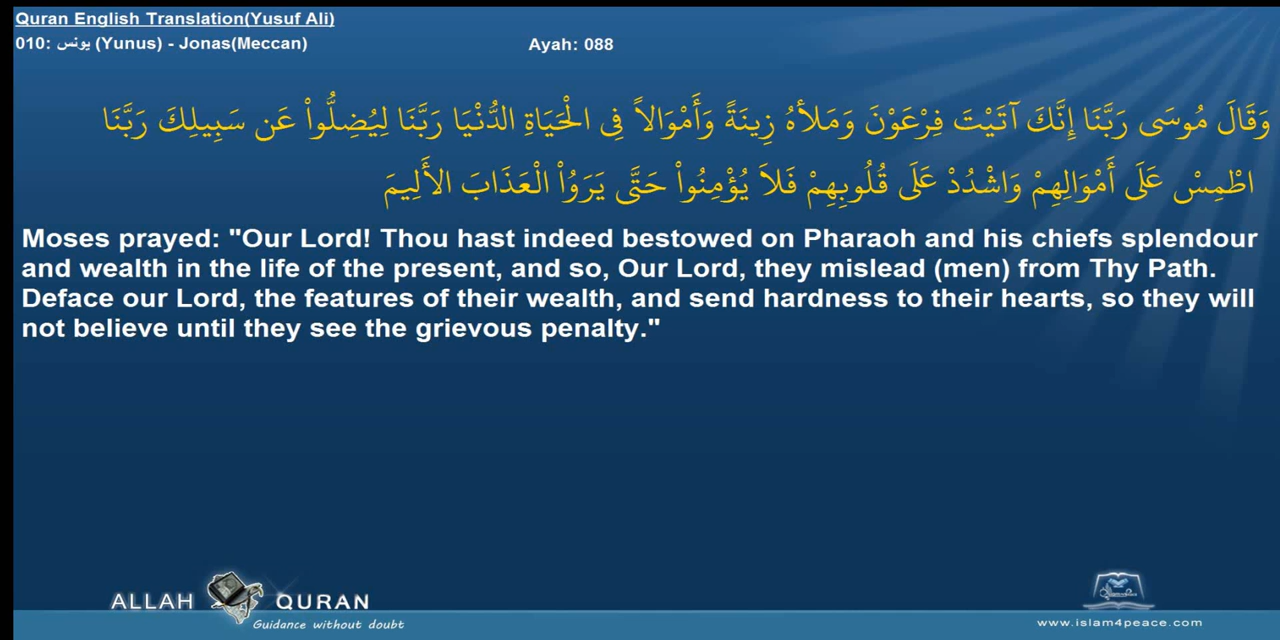 Quran English Translation(Yusuf Ali)
010: يونس (Yunus) - Jonas(Meccan)
Ayah: 088
وَقَالَ مُوسَى رَبَّنَا إِنَّكَ آتَيْتَ فِرْعَوْنَ وَمَلأهُ زِينَةً وَأَمْوَالاً فِي الْحَيَاةِ الدُّنْيَا رَبَّنَا لِيُضِلُّواْ عَن سَبِيلِكَ رَبَّنَا
اطْمِسْ عَلَى أَمْوَالِهِمْ وَاشْدُدْ عَلَى قُلُوبِهِمْ فَلاَ يُؤْمِنُواْ حَتَّى يَرَوُاْ الْعَذَابَ الأَلِيمَ
Moses prayed: "Our Lord! Thou hast indeed bestowed on Pharaoh and his chiefs splendour
and wealth in the life of the present, and so, Our Lord, they mislead (men) from Thy Path.
Deface our Lord, the features of their wealth, and send hardness to their hearts, so they will
not believe until they see the grievous penalty."
ALLAH QURAN
Guidance without doubt
www.islam4peace.com